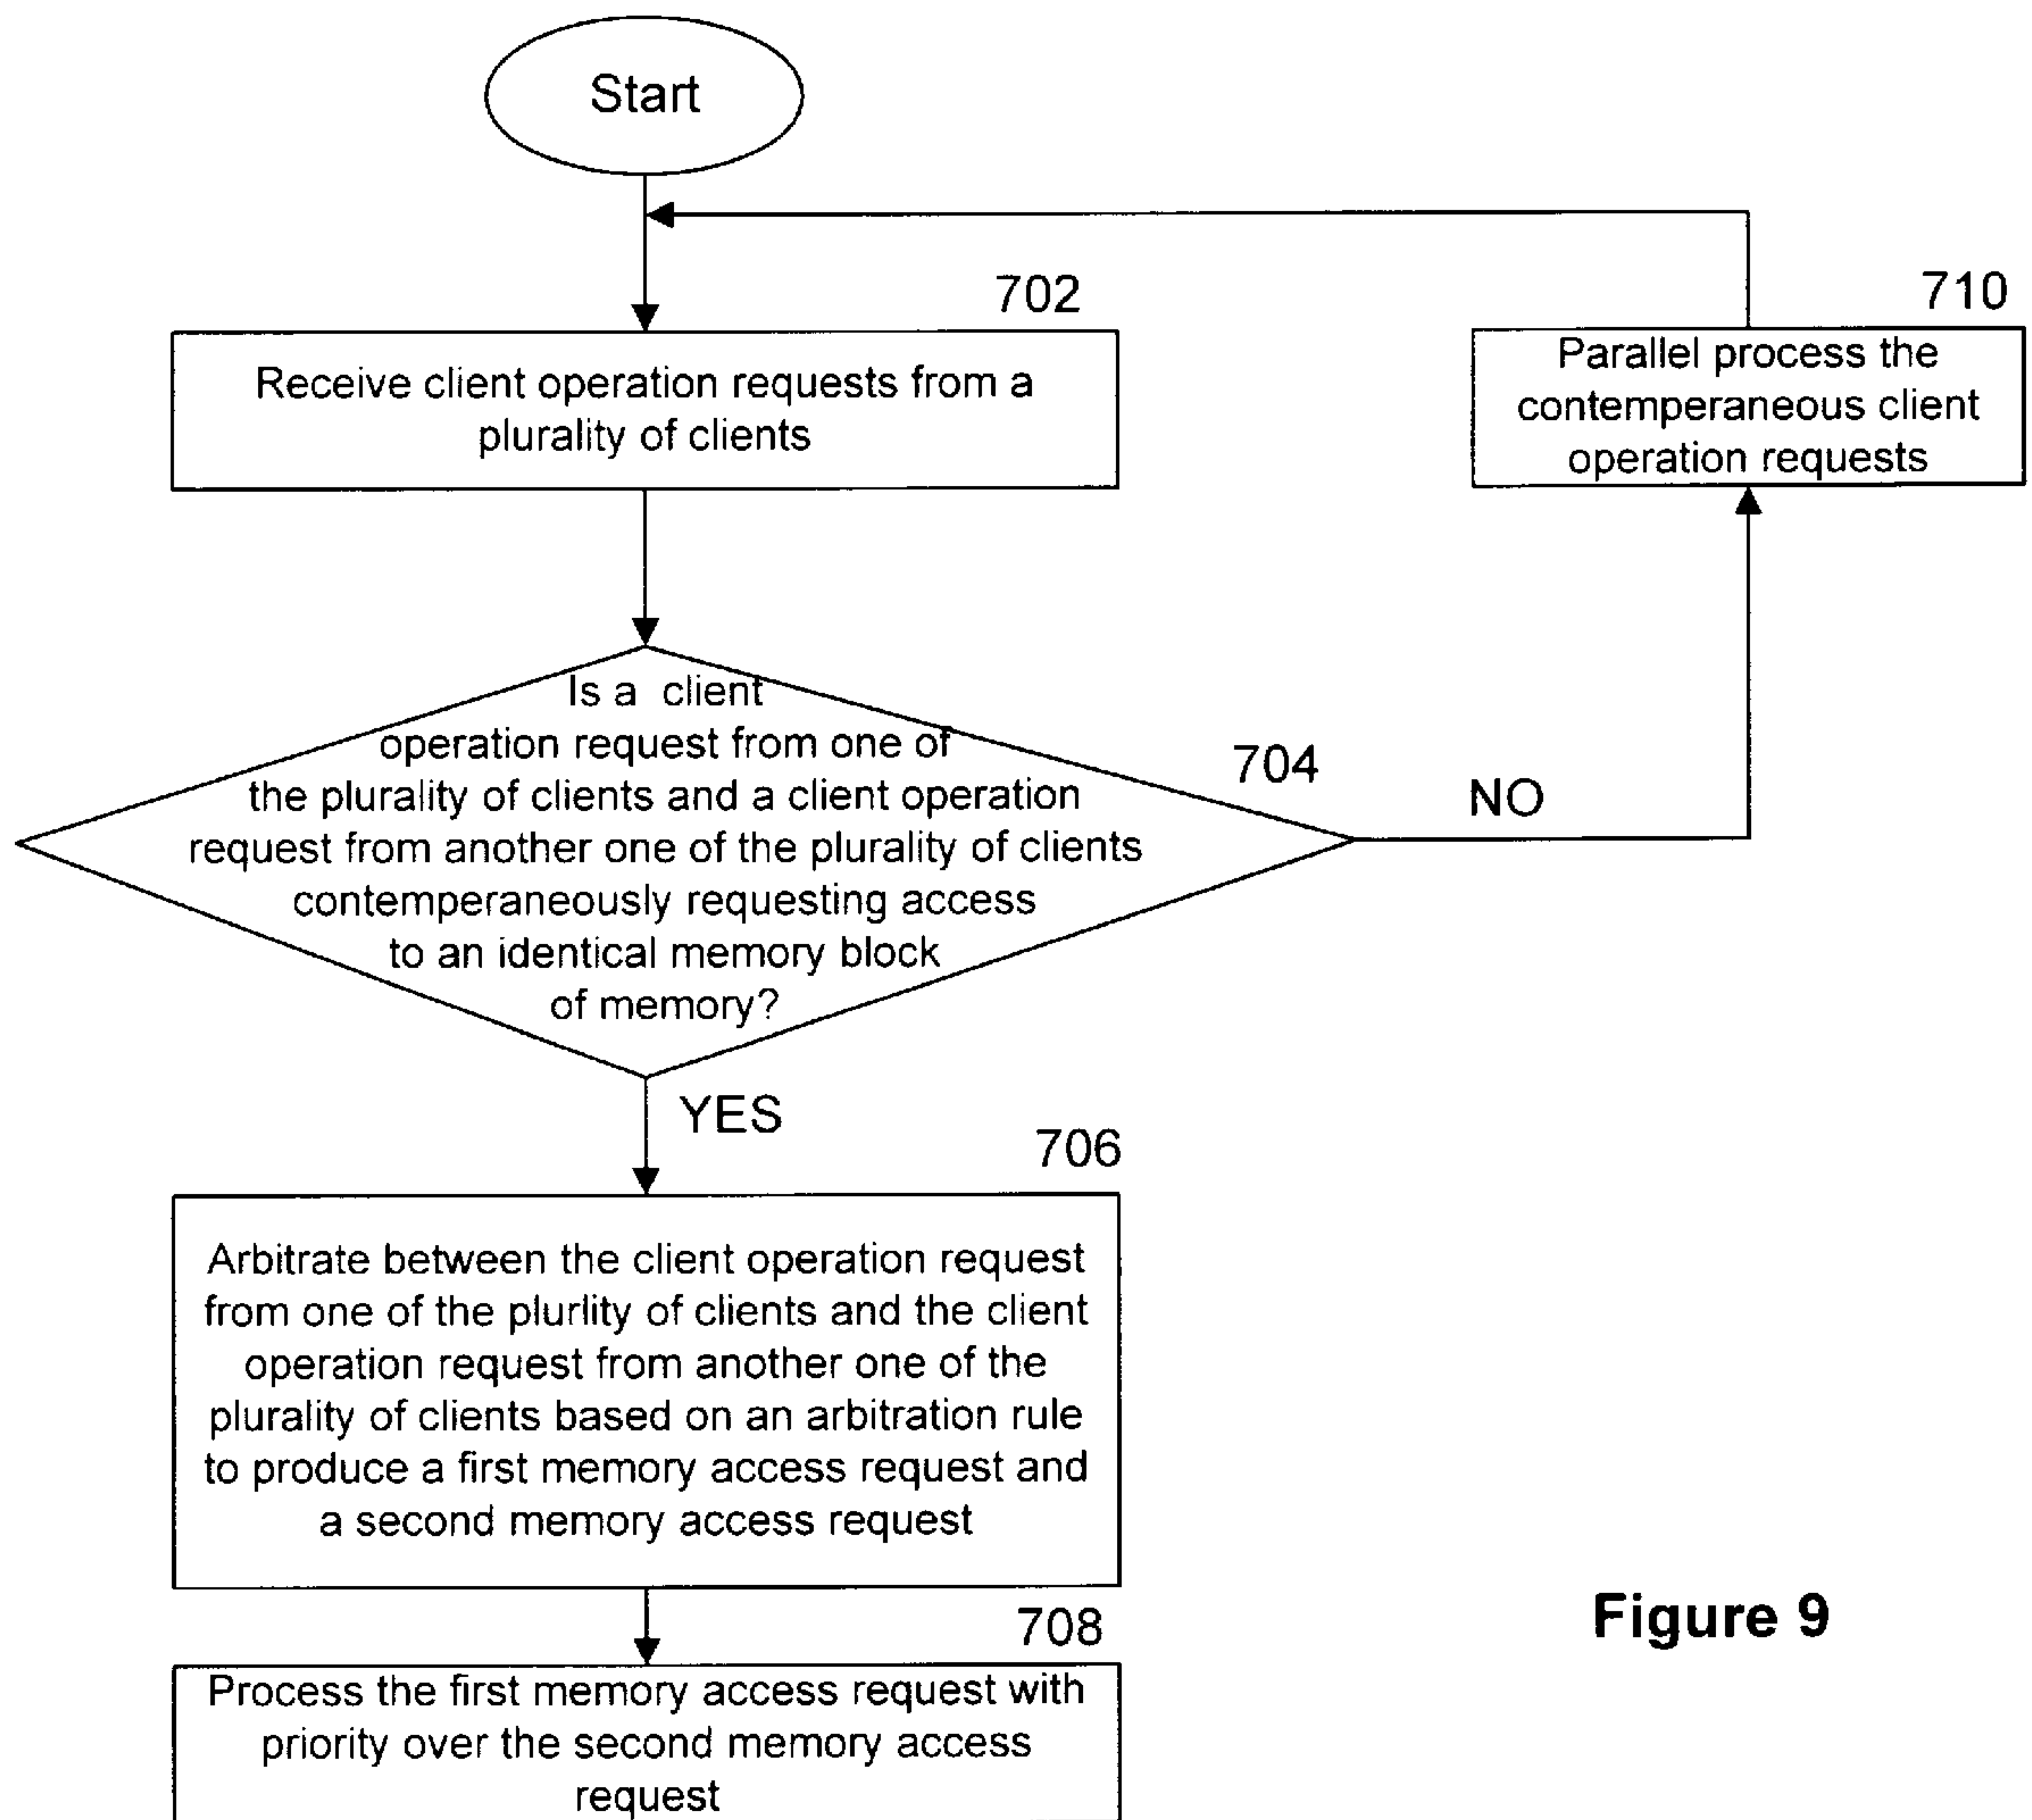 Start
702
Receive client operation requests from a
plurality of clients
710
Parallel process the
contemperaneous client
operation requests
Is a client
operation request from one of
the plurality of clients and a client operation
request from another one of the plurality of clients
contemperaneously requesting access
to an identical memory block
of memory?
704
NO
YES
706
Arbitrate between the client operation request
from one of the plurlity of clients and the client
operation request from another one of the
plurality of clients based on an arbitration rule
to produce a first memory access request and
a second memory access request
708
Process the first memory access request with
priority over the second memory access
request
Figure 9